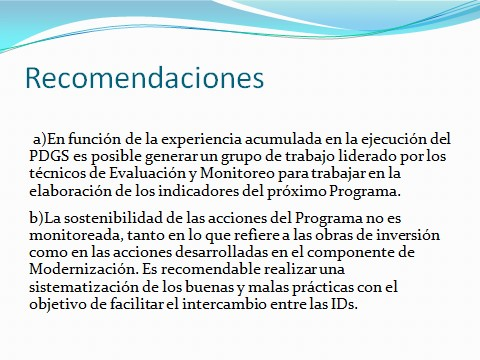 Recomendaciones
a)En función de la experiencia acumulada en la ejecución del
PDGS es posible generar un grupo de trabajo liderado por los
técnicos de Evaluación y Monitoreo para trabajar en la
elaboración de los indicadores del próximo Programa.
b)La sostenibilidad de las acciones del Programa no es
monitoreada, tanto en lo que refiere a las obras de inversión
como en las acciones desarrolladas en el componente de
Modernización. Es recomendable realizar una
sistematización de los buenas y malas prácticas con el
objetivo de facilitar el intercambio entre las IDs.